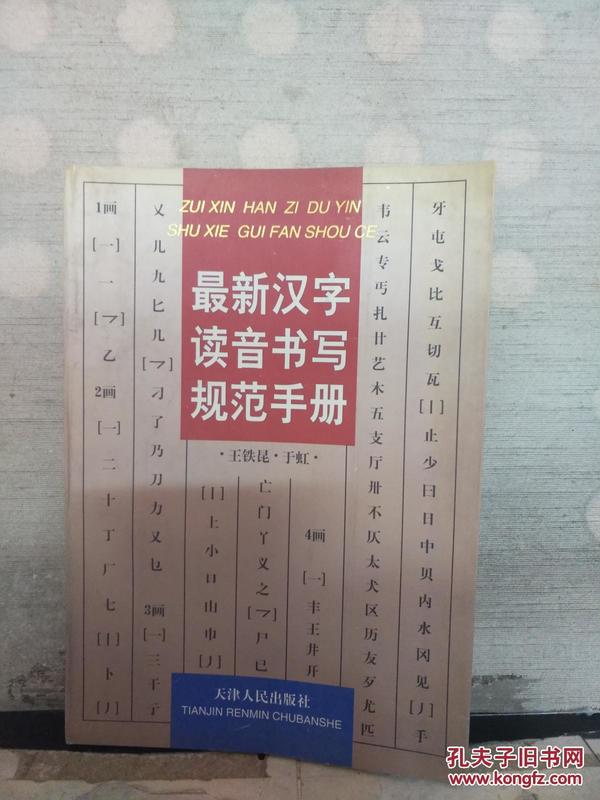 ZUI XIN HAN ZI DU YIN
SHU XIE GUI FAN SHOU CE
最新汉字
读音书写
规范手册
·王铁昆·于虹·
1画
[一]
一
[乛]
乙
2画
[一]
二
十
丁
厂
七
[丨]
卜
[丿]
乂
儿
九
匕
几
[乛]
刁
了
乃
刀
力
又
乜
3画
[一]
三
干
亍
[丨]
上
小
口
山
巾
[丿]
亡
门
丫
义
之
[乛]
尸
已
4画
[一]
丰
王
井
开
韦
云
专
丐
扎
廿
艺
木
五
支
厅
卅
不
仄
太
犬
区
历
友
歹
尤
匹
牙
屯
戈
比
互
切
瓦
[丨]
止
少
曰
日
中
贝
内
水
冈
见
[丿]
手
天津人民出版社
TIANJIN RENMIN CHUBANSHE
孔夫子旧书网
www.kongfz.com